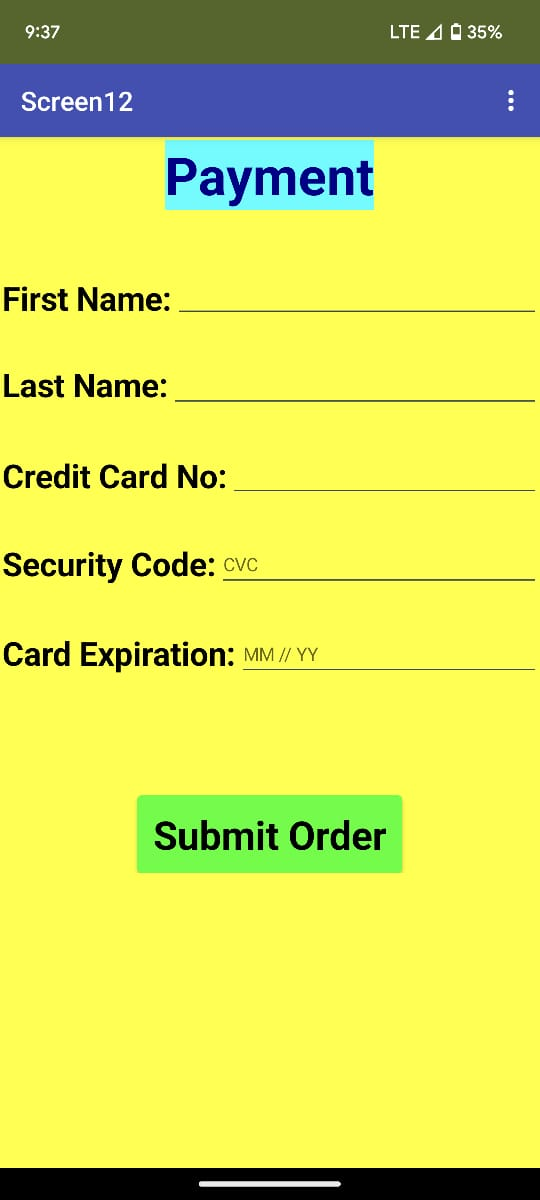 9:37 LTE 35%
Screen12
Payment
First Name:
Last Name:
Credit Card No:
Security Code: CVC
Card Expiration: MM // YY
Submit Order